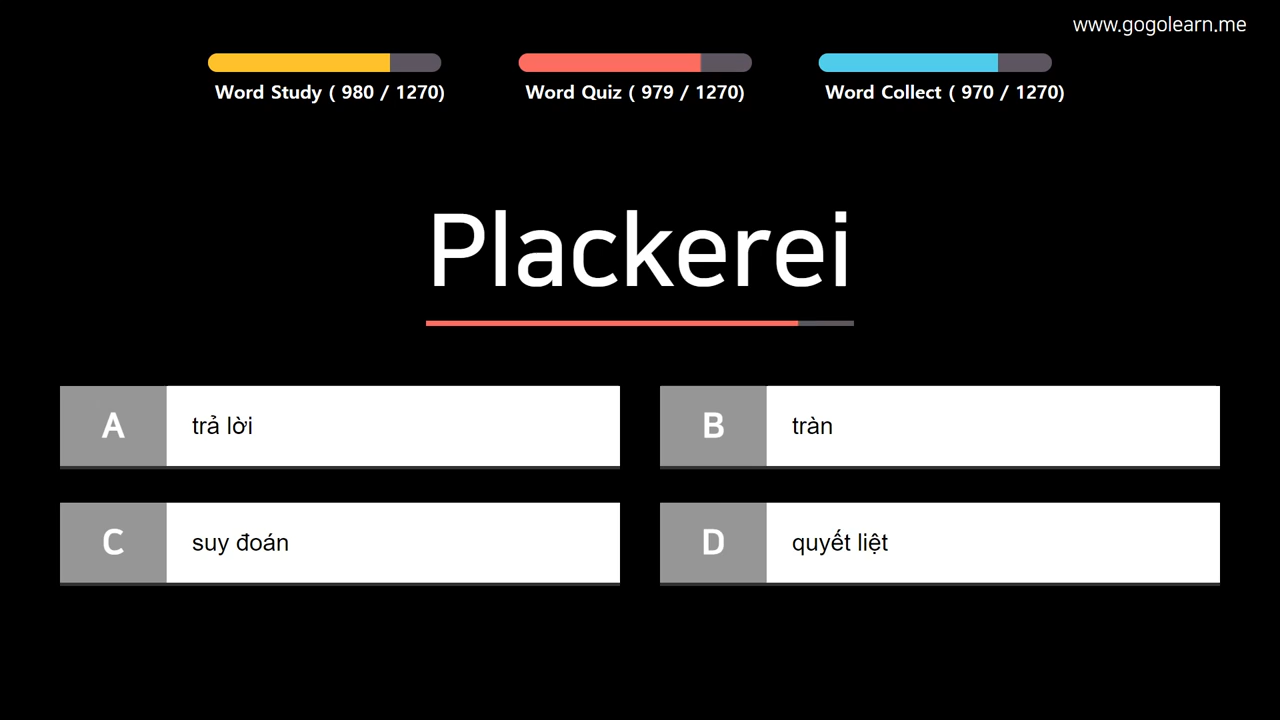 www.gogolearn.me
Word Study ( 980 / 1270)
Word Quiz ( 979 / 1270)
Word Collect ( 970 / 1270)
Plackerei
A trả lời
B tràn
C suy đoán
D quyết liệt